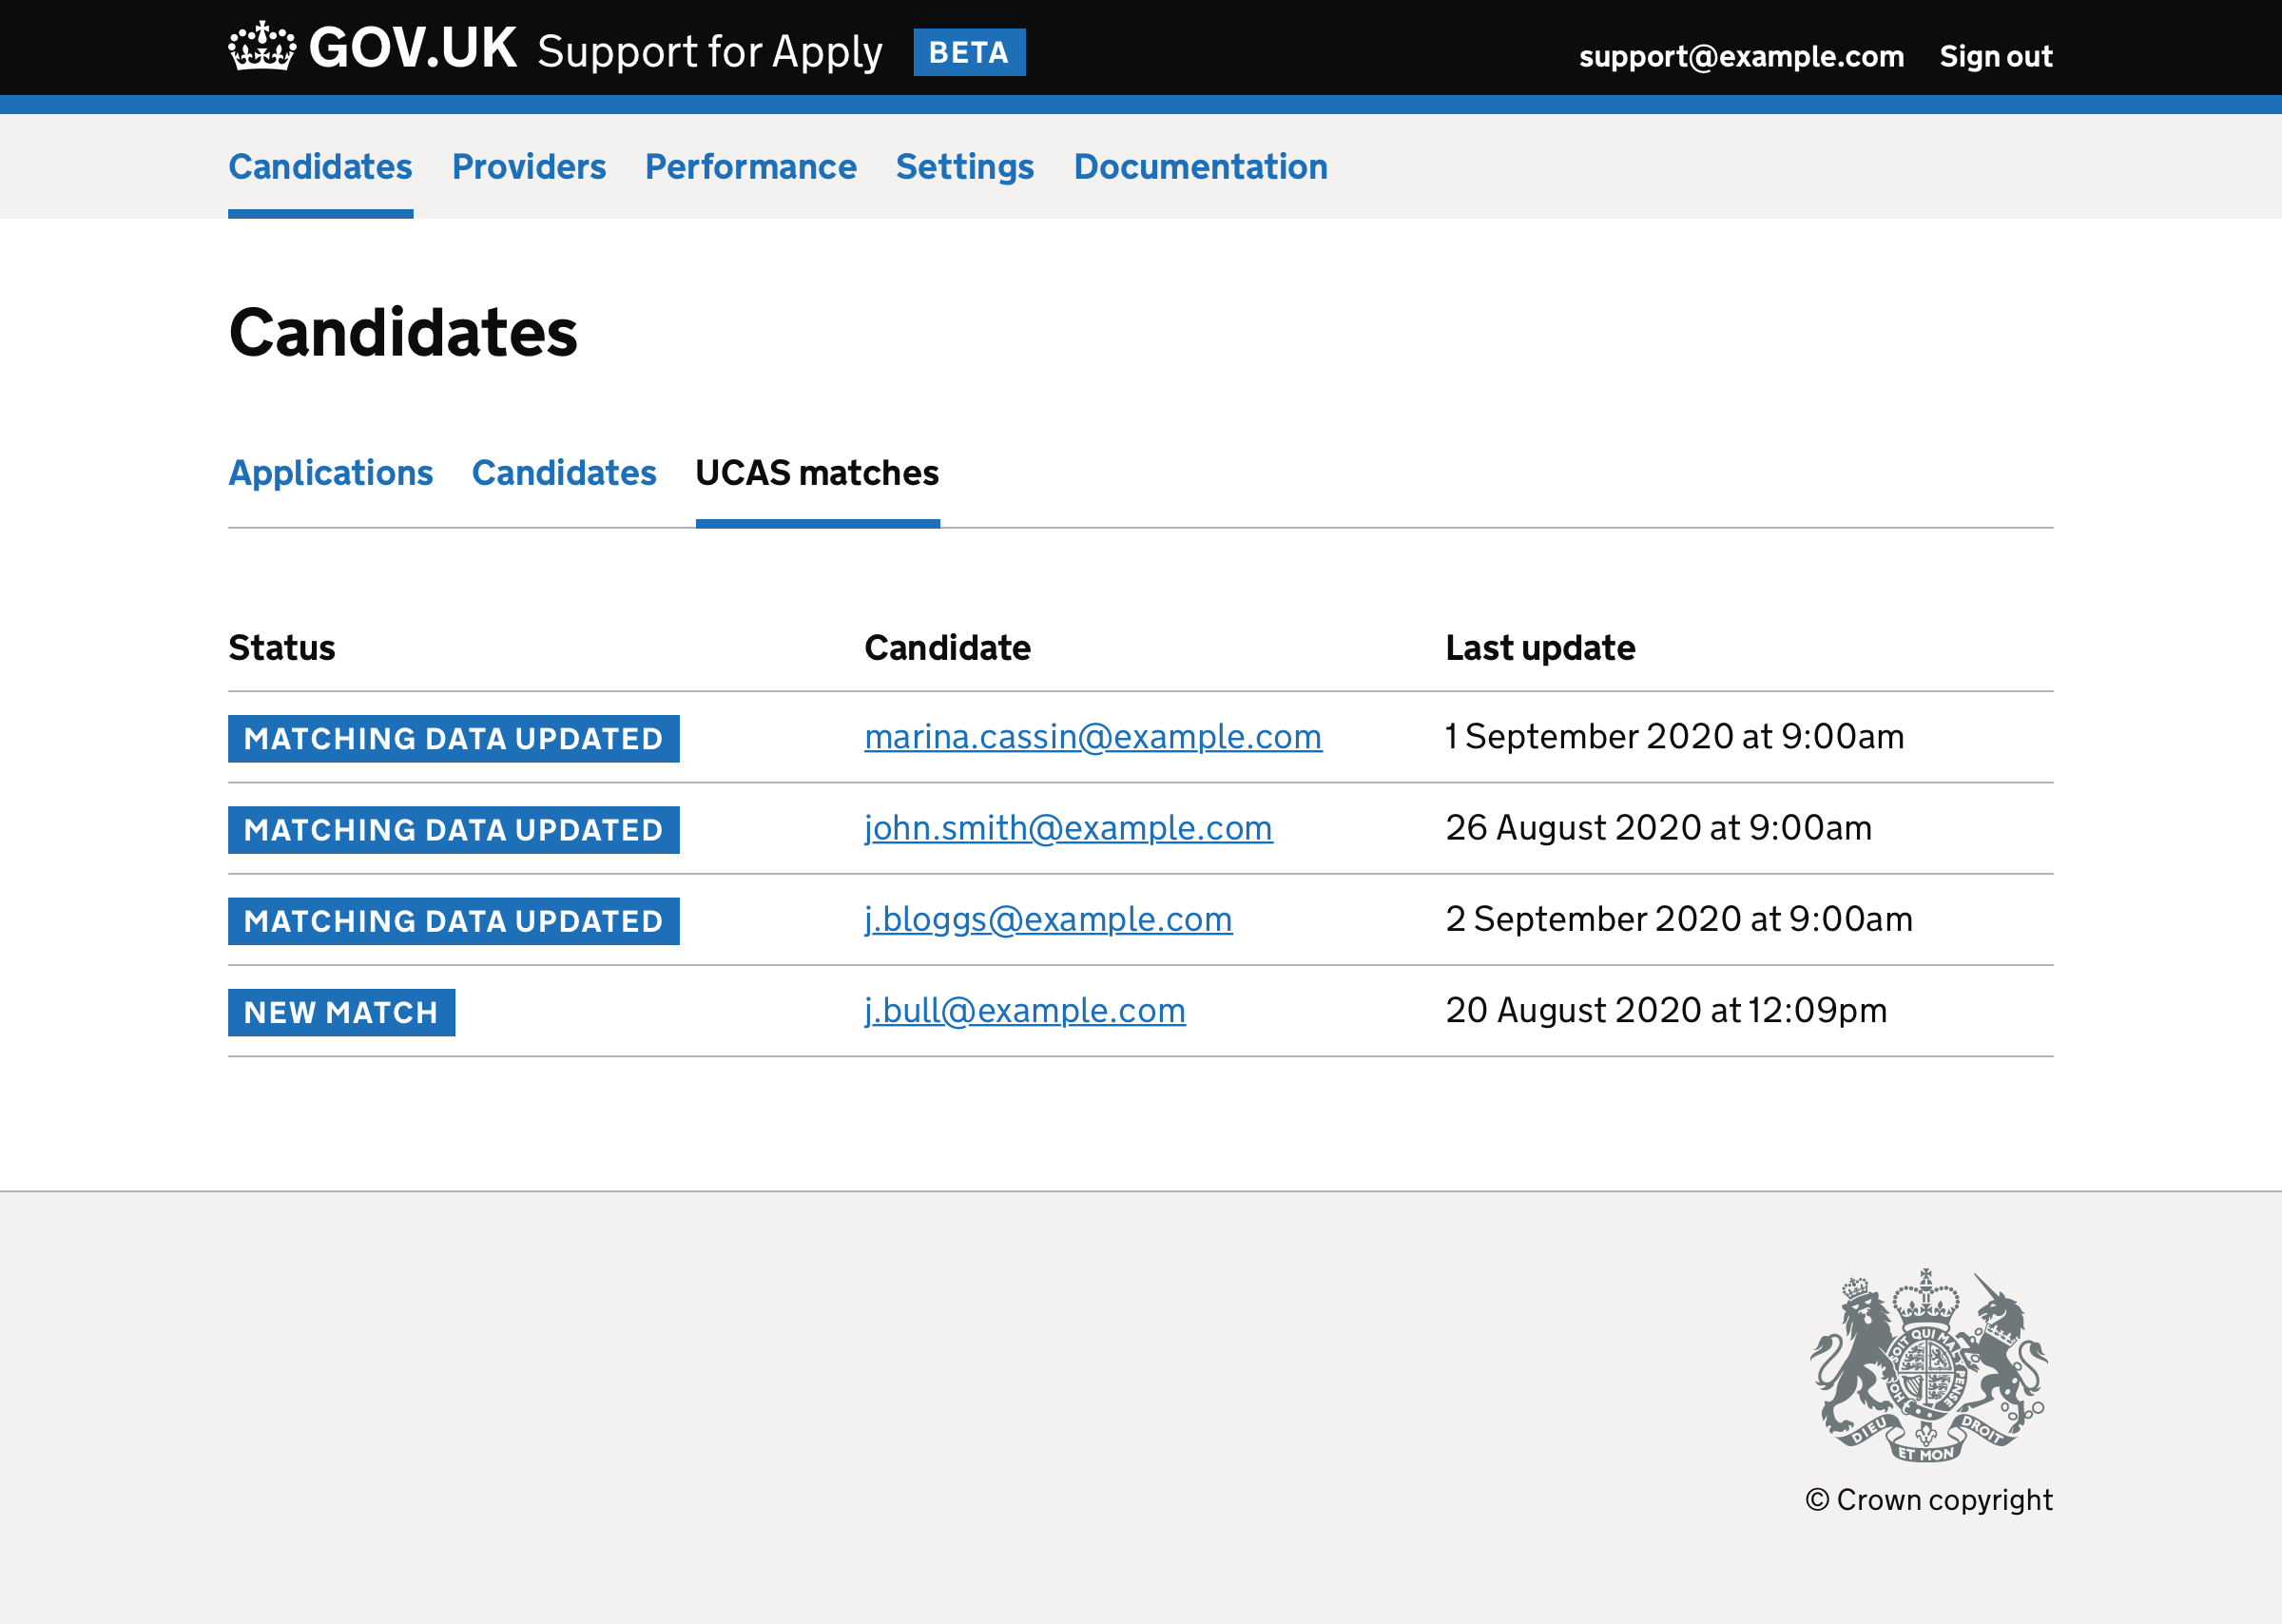 GOV.UK Support for Apply BETA support@example.com Sign out
Candidates Providers Performance Settings Documentation
Candidates
Applications Candidates UCAS matches
Status Candidate Last update
MATCHING DATA UPDATED marina.cassin@example.com 1 September 2020 at 9:00am
MATCHING DATA UPDATED john.smith@example.com 26 August 2020 at 9:00am
MATCHING DATA UPDATED j.bloggs@example.com 2 September 2020 at 9:00am
NEW MATCH j.bull@example.com 20 August 2020 at 12:09pm
QUI MAL Y PENSE
DIEU ET MON DROIT
© Crown copyright